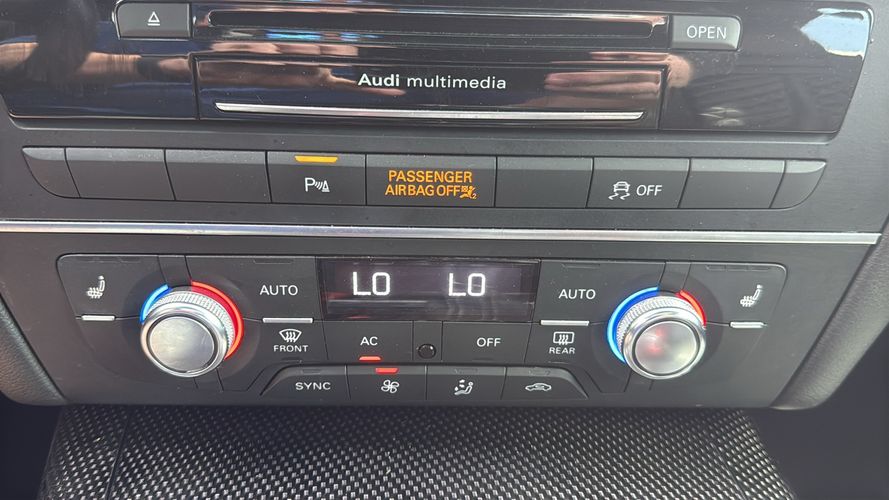 OPEN
Audi multimedia
P
PASSENGER
AIRBAG OFF
OFF
AUTO
LO
LO
AUTO
FRONT
AC
OFF
REAR
SYNC